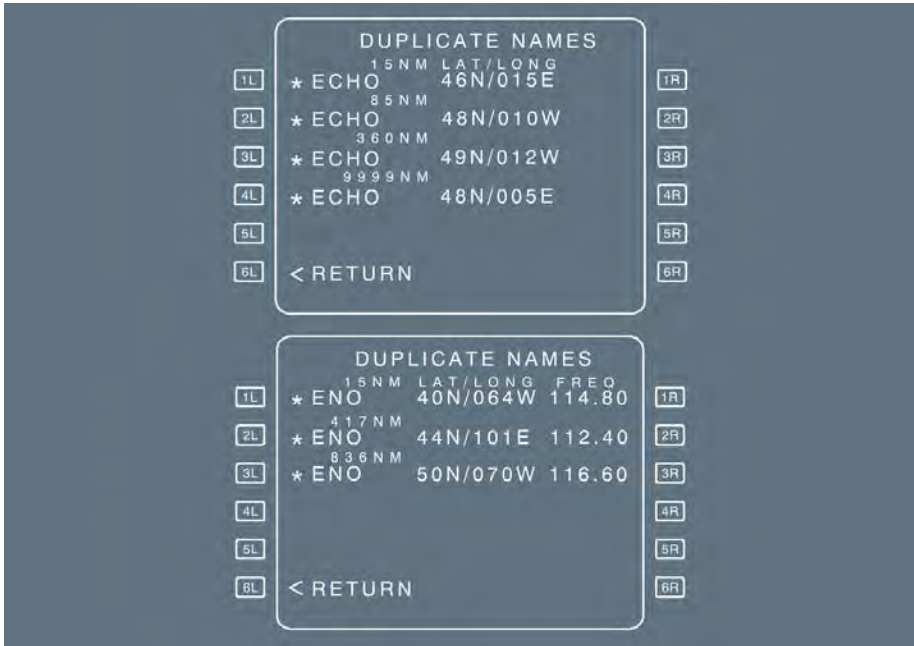 DUPLICATE NAMES
15NM LAT/LONG
1L * ECHO 46N/015E 1R
85NM
2L * ECHO 48N/010W 2R
360NM
3L * ECHO 49N/012W 3R
9999NM
4L * ECHO 48N/005E 4R
5L 5R
6L < RETURN 6R
DUPLICATE NAMES
15NM LAT/LONG FREQ
1L * ENO 40N/064W 114.80 1R
417NM
2L * ENO 44N/101E 112.40 2R
836NM
3L * ENO 50N/070W 116.60 3R
4L 4R
5L 5R
6L < RETURN 6R